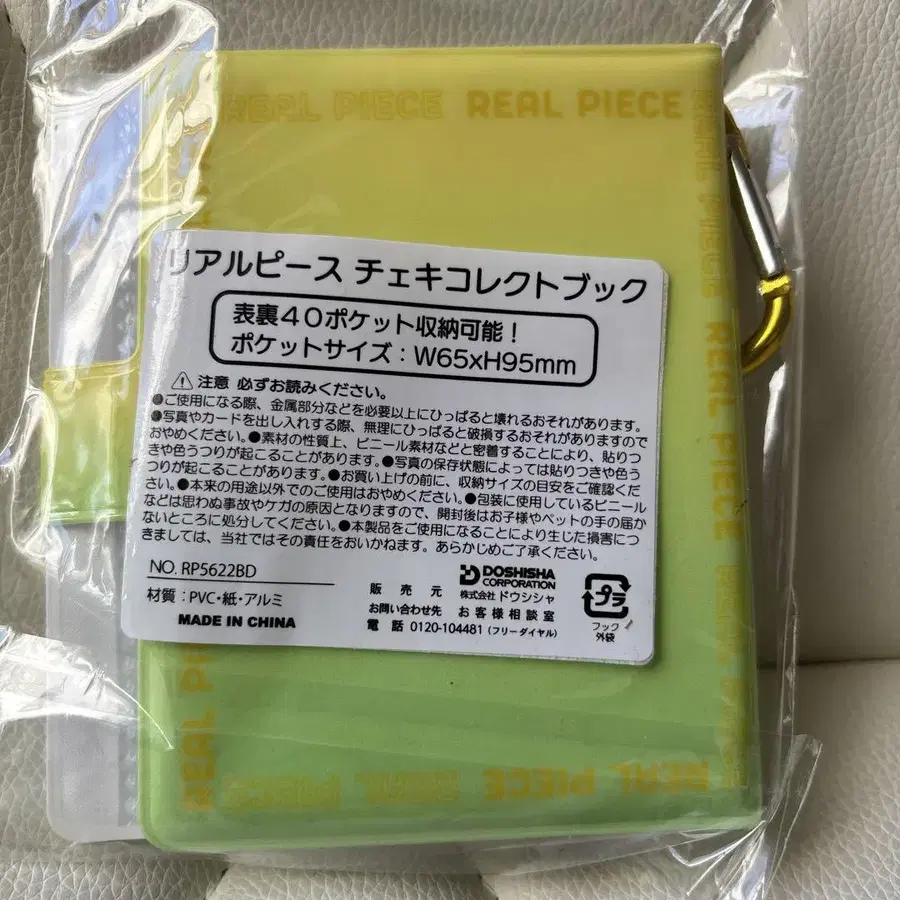 REAL PIECE REAL PIECE
リアルピース チェキコレクトブック
表裏40ポケット収納可能！
ポケットサイズ：W65xH95mm
注意 必ずお読みください。
●ご使用になる際、金属部分などを必要以上にひっぱると壊れるおそれがあります。
●写真やカードを出し入れする際、無理にひっぱると破損するおそれがありますので
おやめください。●素材の性質上、ビニール素材などと密着することにより、貼りつ
きや色うつりが起こることがあります。●写真の保存状態によっては貼りつきや色う
つりが起こることがあります。●お買い上げの前に、収納サイズの目安をご確認くだ
さい。●本来の用途以外でのご使用はおやめください。●包装に使用しているビニール
などは思わぬ事故やケガの原因となりますので、開封後はお子様やペットの手の届か
ないところに処分してください。●本製品をご使用になることにより生じた損害につ
きましては、当社ではその責任をおいかねます。あらかじめご了承ください。
NO. RP5622BD
材質：PVC・紙・アルミ
MADE IN CHINA
販売元
DOSHISHA
CORPORATION
株式会社 ドウシシャ
お問い合わせ先 お客様相談室
電話 0120-104481 (フリーダイヤル)
プラ
フック
外袋
REAL PIECE
REAL PIECE
REAL PIECE